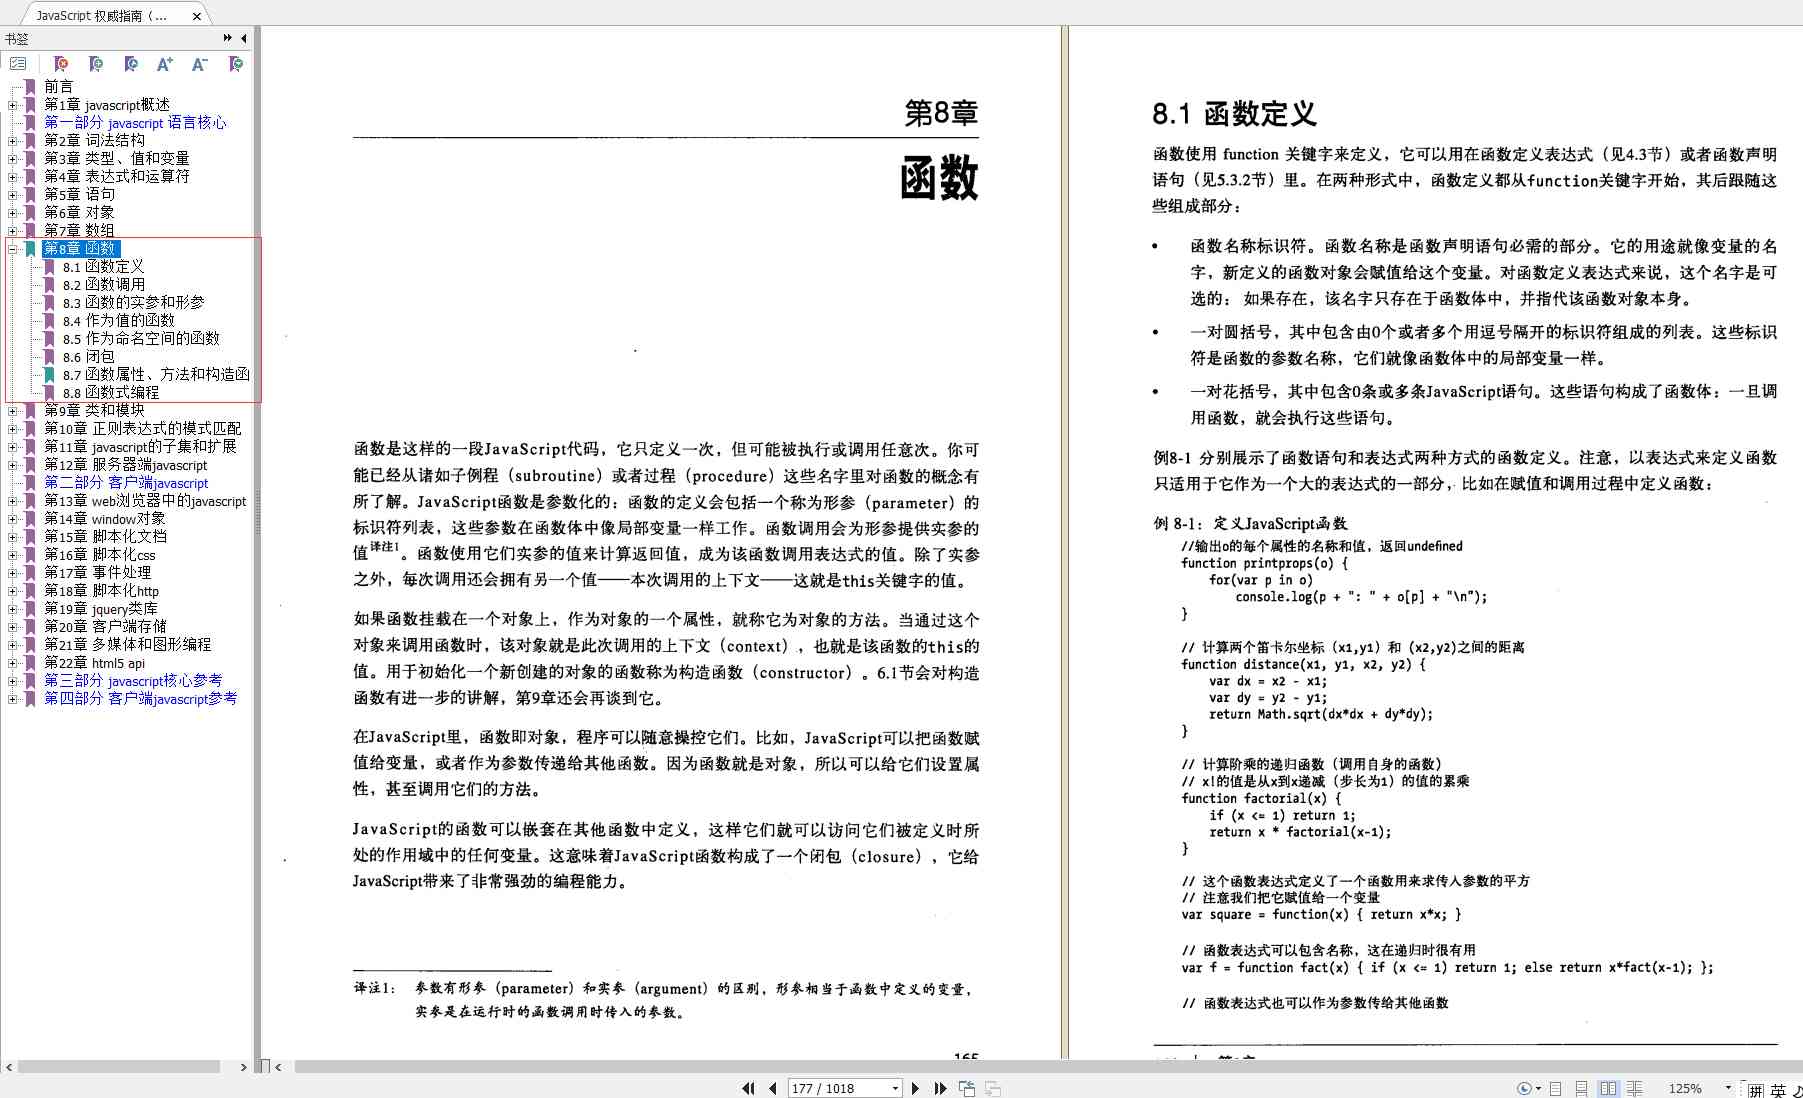 JavaScript 权威指南（...
书签
前言
第1章 javascript概述
第一部分 javascript 语言核心
第2章 词法结构
第3章 类型、值和变量
第4章 表达式和运算符
第5章 语句
第6章 对象
第7章 数组
第8章 函数
8.1 函数定义
8.2 函数调用
8.3 函数的实参和形参
8.4 作为值的函数
8.5 作为命名空间的函数
8.6 闭包
8.7 函数属性、方法和构造函
8.8 函数式编程
第9章 类和模块
第10章 正则表达式的模式匹配
第11章 javascript的子集和扩展
第12章 服务器端javascript
第二部分 客户端javascript
第13章 web浏览器中的javascript
第14章 window对象
第15章 脚本化文档
第16章 脚本化css
第17章 事件处理
第18章 脚本化http
第19章 jquery类库
第20章 客户端存储
第21章 多媒体和图形编程
第22章 html5 api
第三部分 javascript核心参考
第四部分 客户端javascript参考
第8章
函数
函数是这样的一段JavaScript代码，它只定义一次，但可能被执行或调用任意次。你可
能已经从诸如子例程（subroutine）或者过程（procedure）这些名字里对函数的概念有
所了解。JavaScript函数是参数化的：函数的定义会包括一个称为形参（parameter）的
标识符列表，这些参数在函数体中像局部变量一样工作。函数调用会为形参提供实参的
值译注1。函数使用它们实参的值来计算返回值，成为该函数调用表达式的值。除了实参
之外，每次调用还会拥有另一个值——本次调用的上下文——这就是this关键字的值。
如果函数挂载在一个对象上，作为对象的一个属性，就称它为对象的方法。当通过这个
对象来调用函数时，该对象就是此次调用的上下文（context），也就是该函数的this的
值。用于初始化一个新创建的对象的函数称为构造函数（constructor）。6.1节会对构造
函数有进一步的讲解，第9章还会再谈到它。
在JavaScript里，函数即对象，程序可以随意操控它们。比如，JavaScript可以把函数赋
值给变量，或者作为参数传递给其他函数。因为函数就是对象，所以可以给它们设置属
性，甚至调用它们的方法。
JavaScript的函数可以嵌套在其他函数中定义，这样它们就可以访问它们被定义时所
处的作用域中的任何变量。这意味着JavaScript函数构成了一个闭包（closure），它给
JavaScript带来了非常强劲的编程能力。
译注1： 参数有形参（parameter）和实参（argument）的区别，形参相当于函数中定义的变量，
实参是在运行时的函数调用时传入的参数。
165
8.1 函数定义
函数使用 function 关键字来定义，它可以用在函数定义表达式（见4.3节）或者函数声明
语句（见5.3.2节）里。在两种形式中，函数定义都从function关键字开始，其后跟随这
些组成部分：
• 函数名称标识符。函数名称是函数声明语句必需的部分。它的用途就像变量的名
字，新定义的函数对象会赋值给这个变量。对函数定义表达式来说，这个名字是可
选的： 如果存在，该名字只存在于函数体中，并指代该函数对象本身。
• 一对圆括号，其中包含由0个或者多个用逗号隔开的标识符组成的列表。这些标识
符是函数的参数名称，它们就像函数体中的局部变量一样。
• 一对花括号，其中包含0条或多条JavaScript语句。这些语句构成了函数体：一旦调
用函数，就会执行这些语句。
例8-1 分别展示了函数语句和表达式两种方式的函数定义。注意，以表达式来定义函数
只适用于它作为一个大的表达式的一部分，比如在赋值和调用过程中定义函数：
例 8-1：定义JavaScript函数
//输出o的每个属性的名称和值，返回undefined
function printprops(o) {
for(var p in o)
console.log(p + ": " + o[p] + "\n");
}
// 计算两个笛卡尔坐标（x1,y1）和（x2,y2)之间的距离
function distance(x1, y1, x2, y2) {
var dx = x2 - x1;
var dy = y2 - y1;
return Math.sqrt(dx*dx + dy*dy);
}
// 计算阶乘的递归函数（调用自身的函数）
// x!的值是从x到x递减（步长为1）的值的累乘
function factorial(x) {
if (x <= 1) return 1;
return x * factorial(x-1);
}
// 这个函数表达式定义了一个函数用来求传入参数的平方
// 注意我们把它赋值给一个变量
var square = function(x) { return x*x; }
// 函数表达式可以包含名称，这在递归时很有用
var f = function fact(x) { if (x <= 1) return 1; else return x*fact(x-1); };
// 函数表达式也可以作为参数传给其他函数
177 / 1018
125%
拼 英